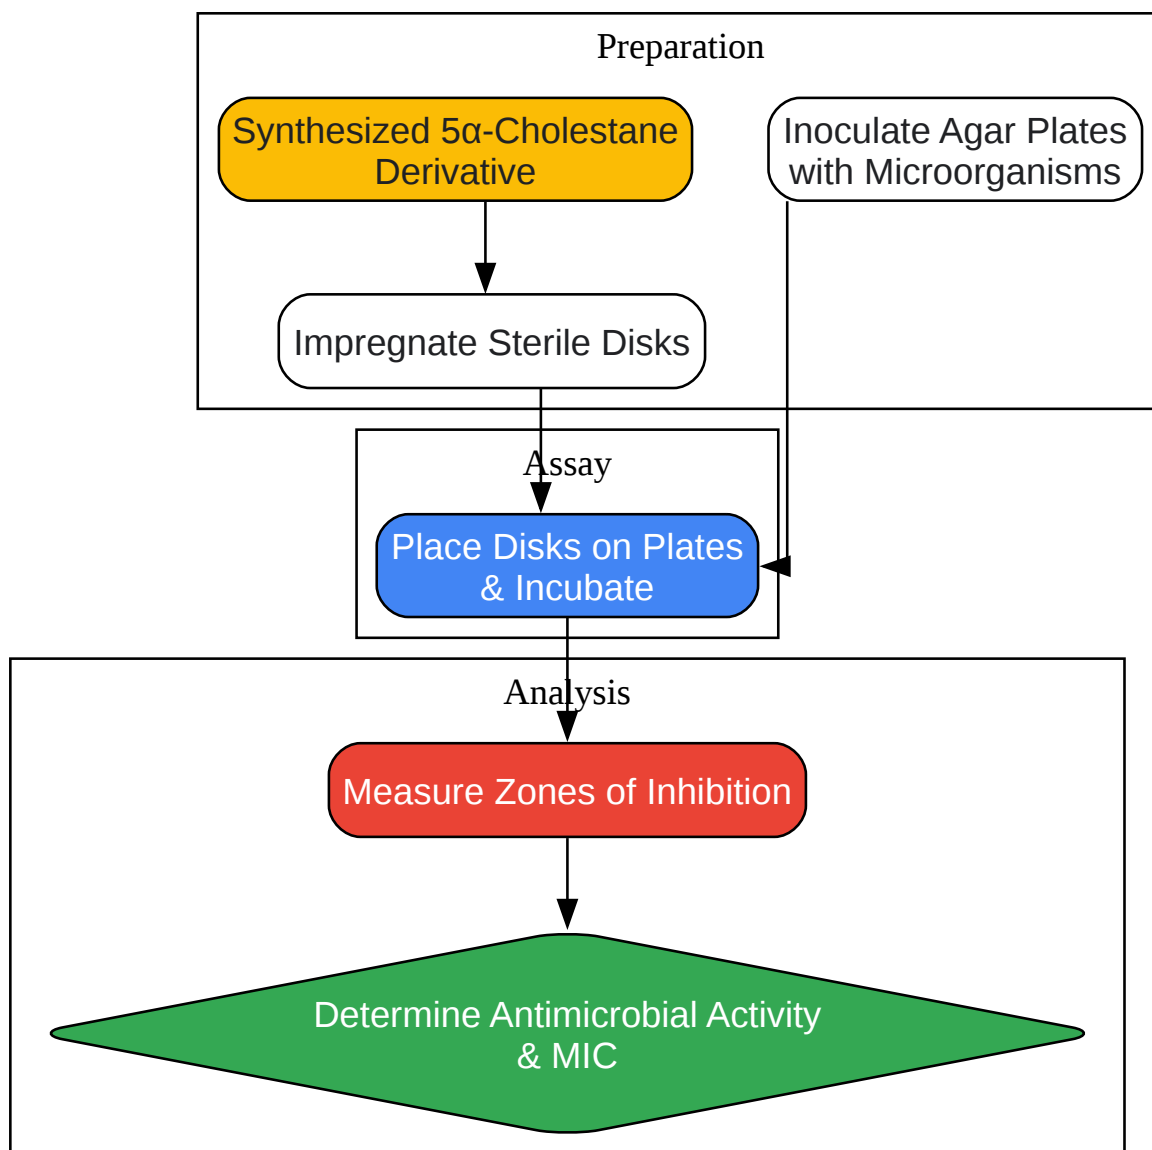 Preparation
Synthesized 5α-Cholestane
Derivative
Inoculate Agar Plates
with Microorganisms
Impregnate Sterile Disks
Assay
Place Disks on Plates
& Incubate
Analysis
Measure Zones of Inhibition
Determine Antimicrobial Activity
& MIC